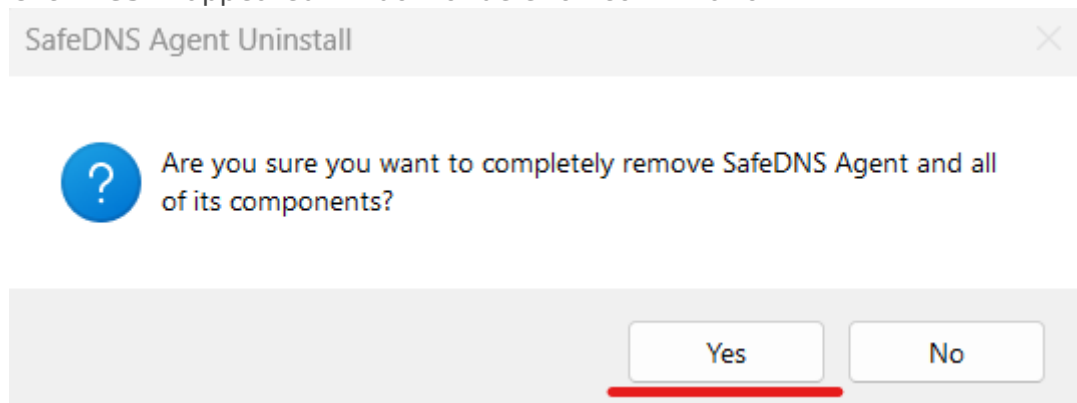 SafeDNS Agent Uninstall
Are you sure you want to completely remove SafeDNS Agent and all
of its components?
Yes
No